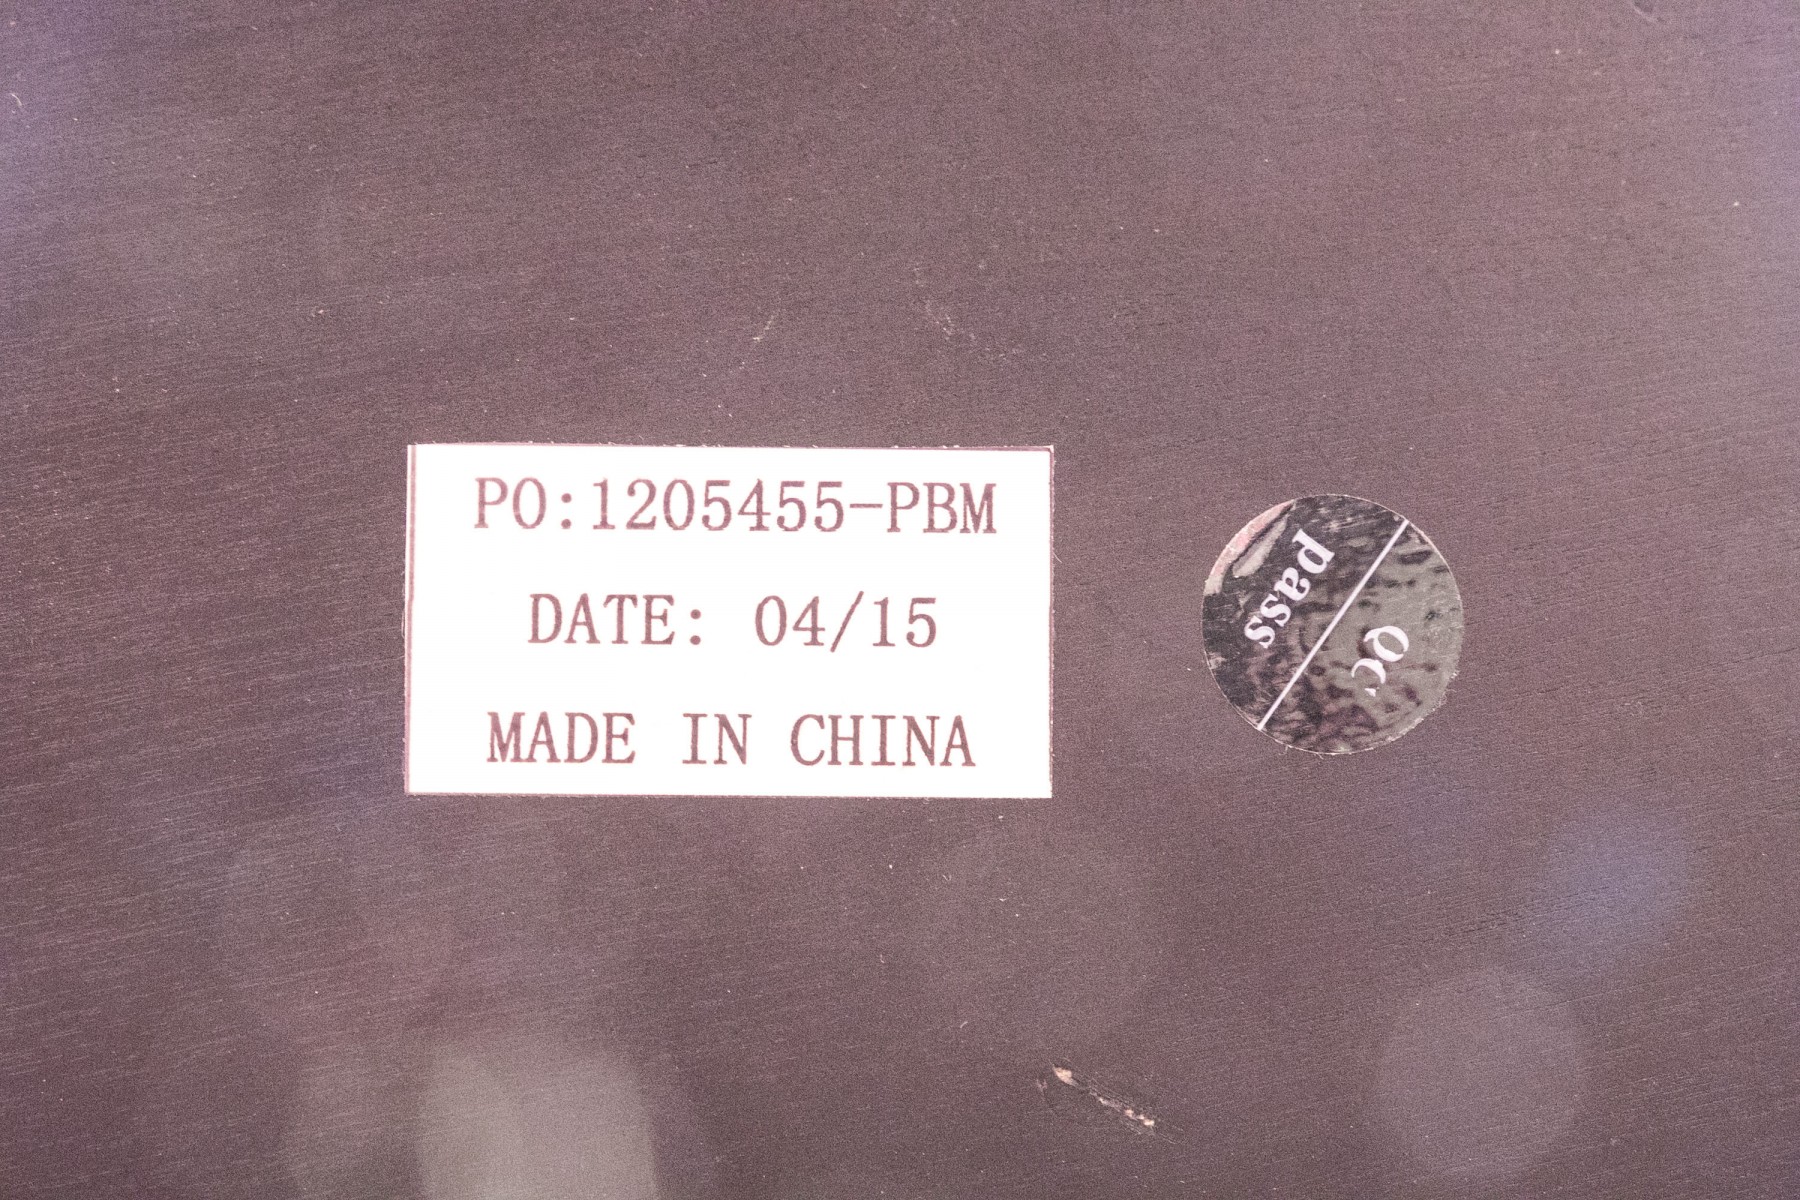 PO:1205455-PBM
DATE: 04/15
MADE IN CHINA
QC
pass